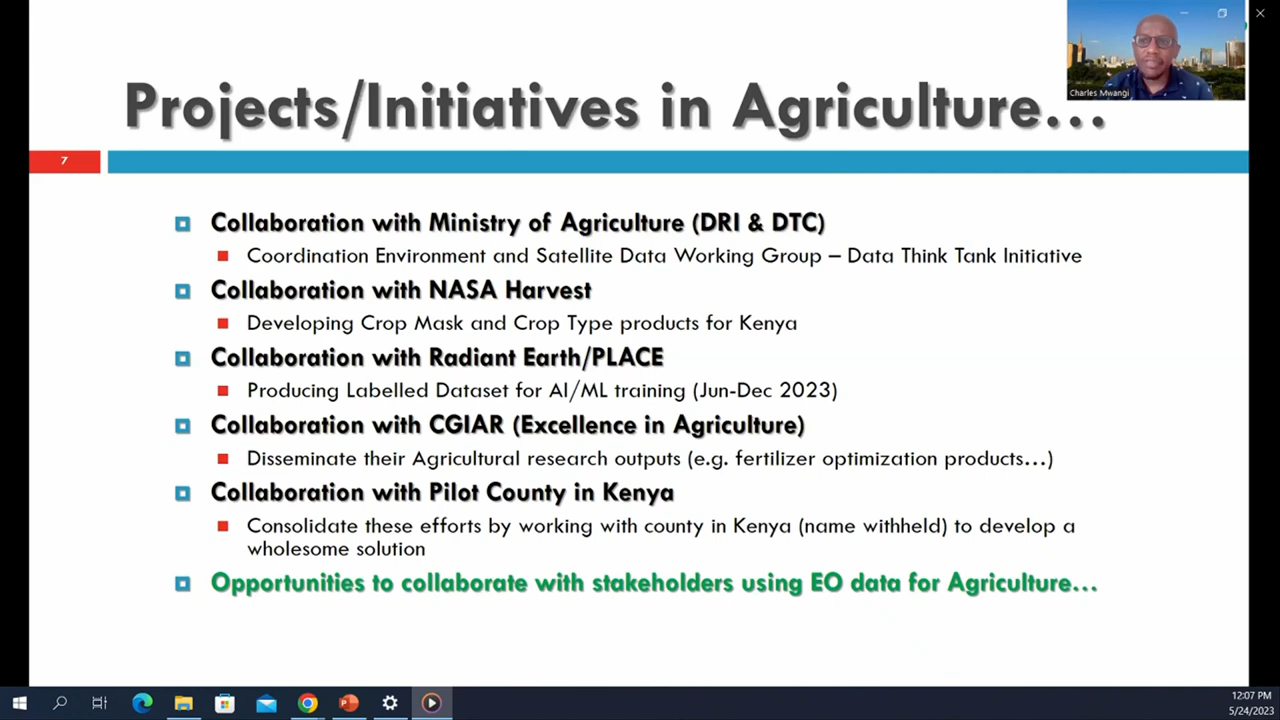 Projects/Initiatives in Agriculture...
Charles Mwangi
7
Collaboration with Ministry of Agriculture (DRI & DTC)
Coordination Environment and Satellite Data Working Group – Data Think Tank Initiative
Collaboration with NASA Harvest
Developing Crop Mask and Crop Type products for Kenya
Collaboration with Radiant Earth/PLACE
Producing Labelled Dataset for AI/ML training (Jun-Dec 2023)
Collaboration with CGIAR (Excellence in Agriculture)
Disseminate their Agricultural research outputs (e.g. fertilizer optimization products...)
Collaboration with Pilot County in Kenya
Consolidate these efforts by working with county in Kenya (name withheld) to develop a
wholesome solution
Opportunities to collaborate with stakeholders using EO data for Agriculture...
12:07 PM
5/24/2023